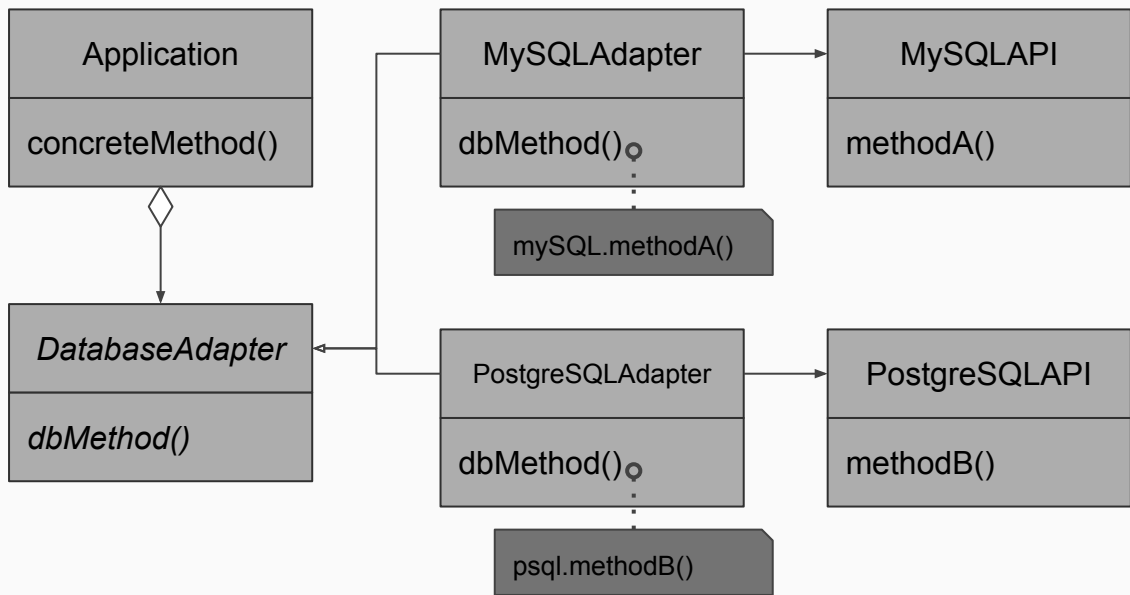 Application
concreteMethod()
DatabaseAdapter
dbMethod()
MySQLAdapter
dbMethod()
mySQL.methodA()
MySQLAPI
methodA()
PostgreSQLAdapter
dbMethod()
psql.methodB()
PostgreSQLAPI
methodB()